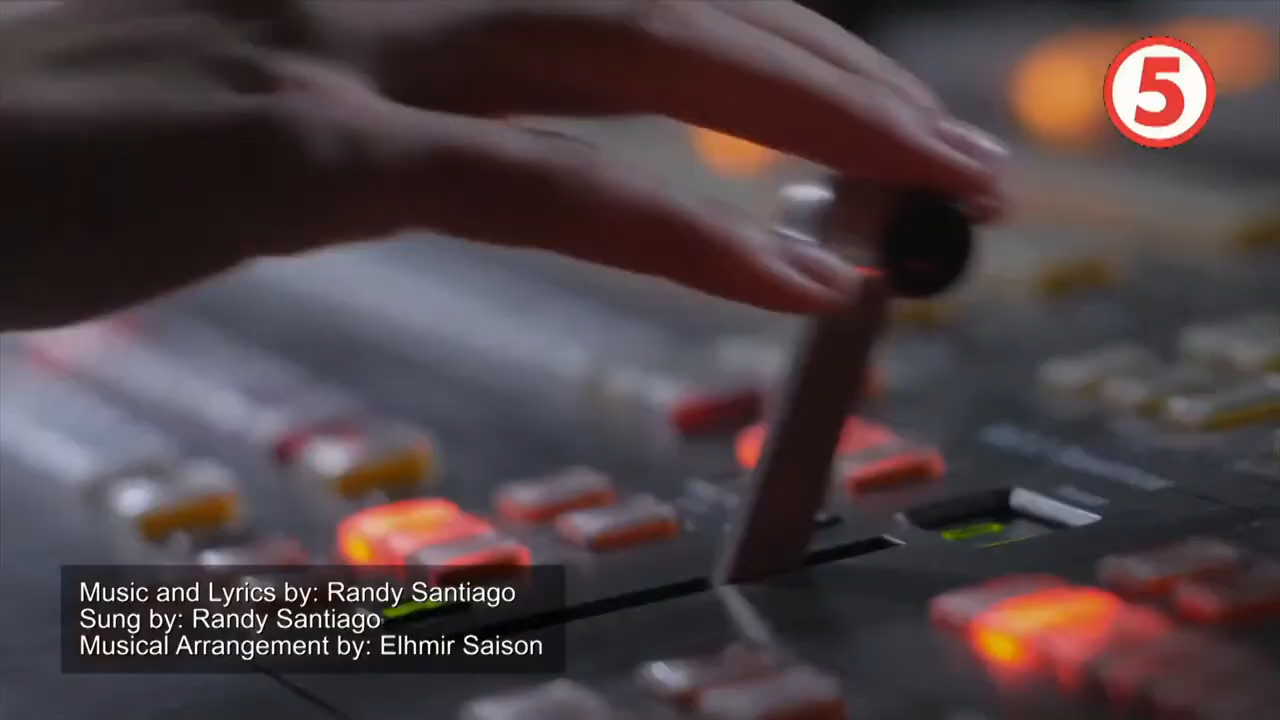 5
Music and Lyrics by: Randy Santiago
Sung by: Randy Santiago
Musical Arrangement by: Elhmir Saison